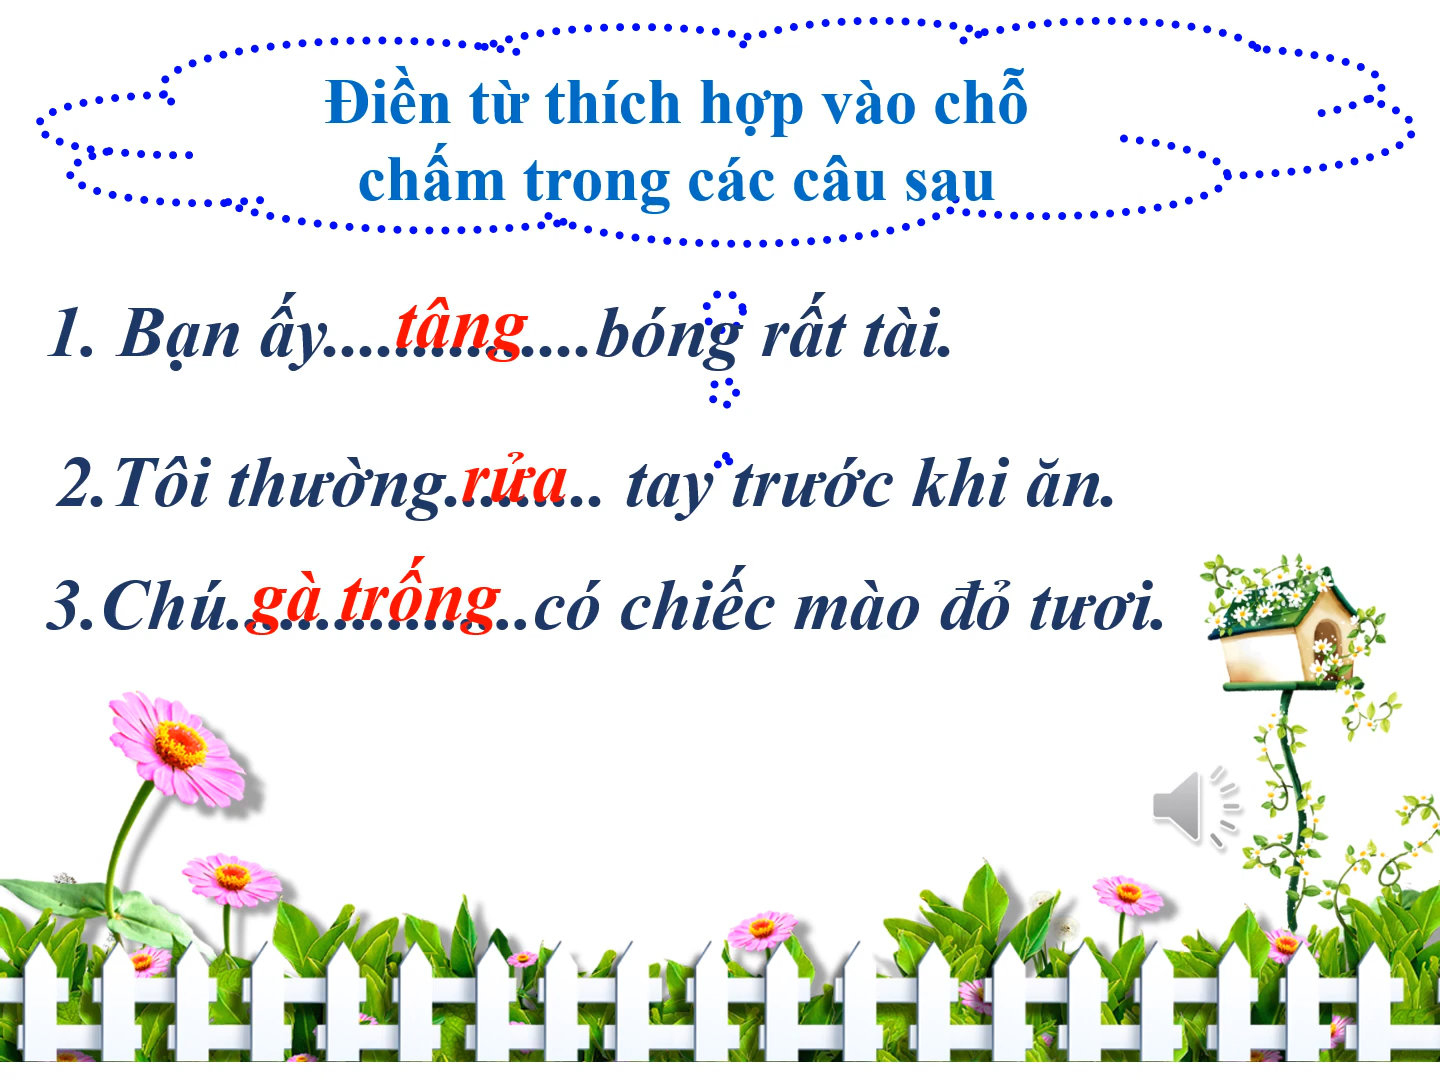 Điền từ thích hợp vào chỗ
chấm trong các câu sau
1. Bạn ấy....tâng....bóng rất tài.
2.Tôi thường...rửa... tay trước khi ăn.
3.Chú...gà trống...có chiếc mào đỏ tươi.